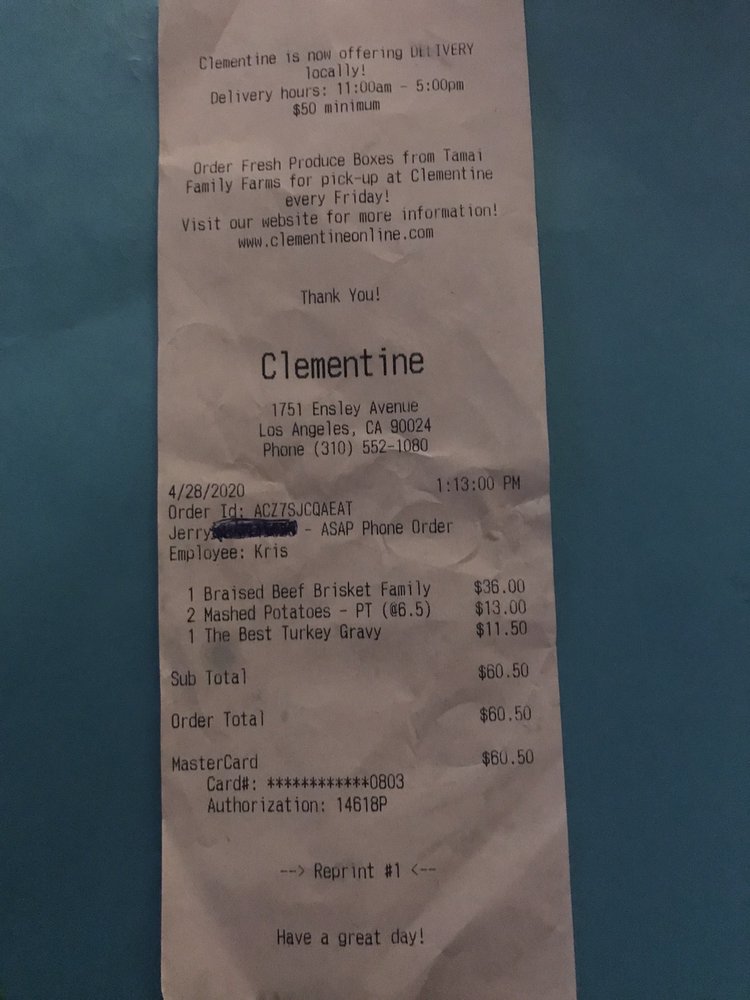 Clementine is now offering DELIVERY
locally!
Delivery hours: 11:00am - 5:00pm
$50 minimum
Order Fresh Produce Boxes from Tamai
Family Farms for pick-up at Clementine
every Friday!
Visit our website for more information!
www.clementineonline.com
Thank You!
Clementine
1751 Ensley Avenue
Los Angeles, CA 90024
Phone (310) 552-1080
4/28/2020 1:13:00 PM
Order Id: ACZ7SJCQAEAT
Jerry - ASAP Phone Order
Employee: Kris
1 Braised Beef Brisket Family $36.00
2 Mashed Potatoes - PT (@6.5) $13.00
1 The Best Turkey Gravy $11.50
Sub Total $60.50
Order Total $60.50
MasterCard $60.50
Card#: ************0803
Authorization: 14618P
--> Reprint #1 <--
Have a great day!